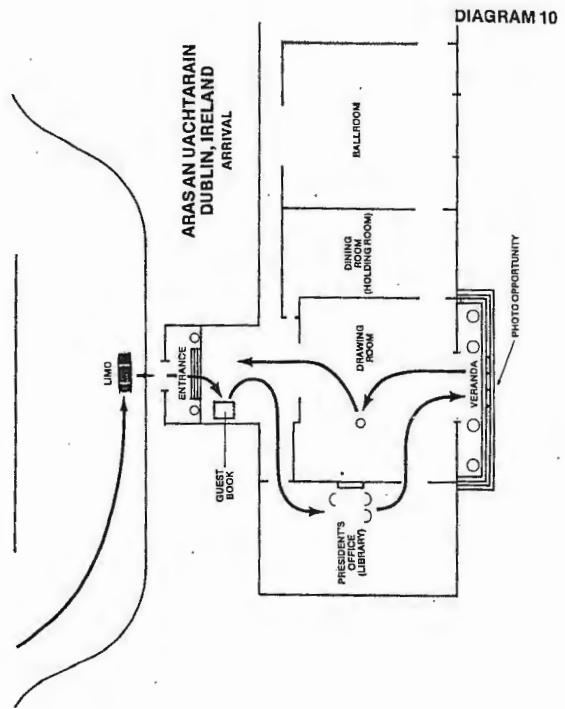 DIAGRAM 10
ARAS AN UACHTARAIN
DUBLIN, IRELAND
ARRIVAL
LIMO
ENTRANCE
GUEST
BOOK
PRESIDENT'S
OFFICE
(LIBRARY)
DRAWING
ROOM
DINING
ROOM
(HOLDING ROOM)
BALLROOM
VERANDA
PHOTO OPPORTUNITY